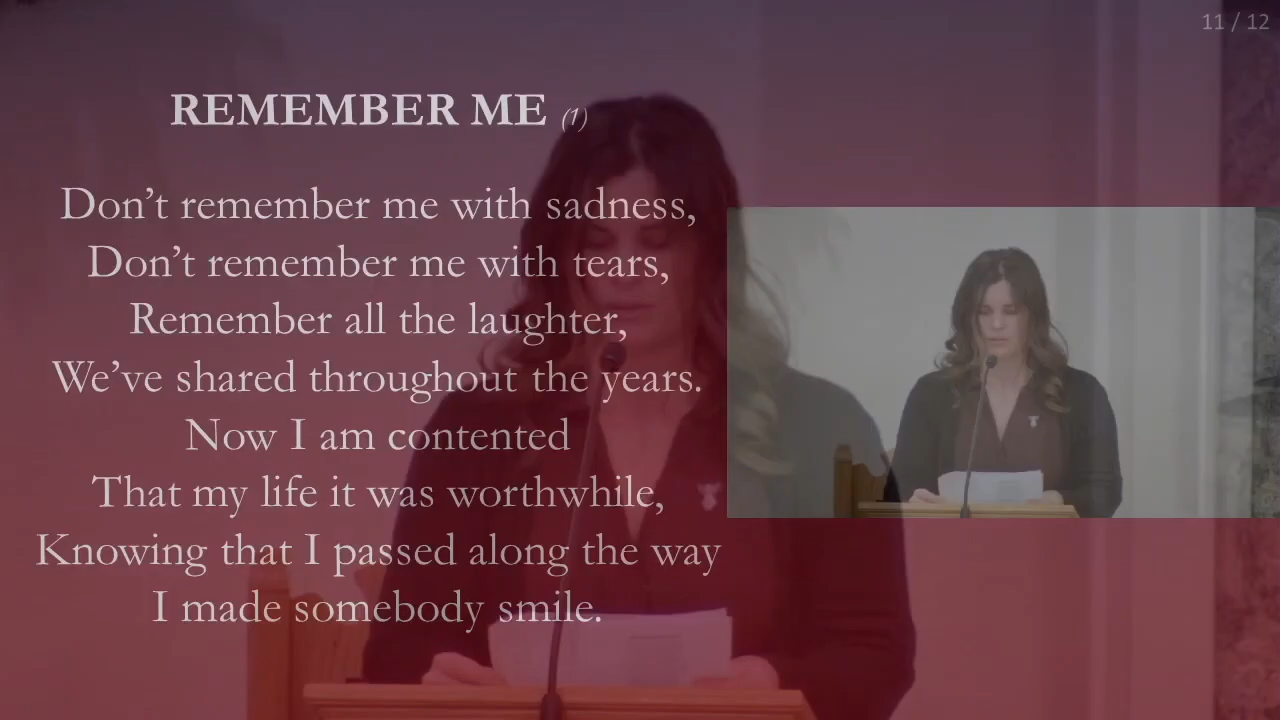 11 / 12
REMEMBER ME (1)
Don't remember me with sadness,
Don't remember me with tears,
Remember all the laughter,
We've shared throughout the years.
Now I am contented
That my life it was worthwhile,
Knowing that I passed along the way
I made somebody smile.